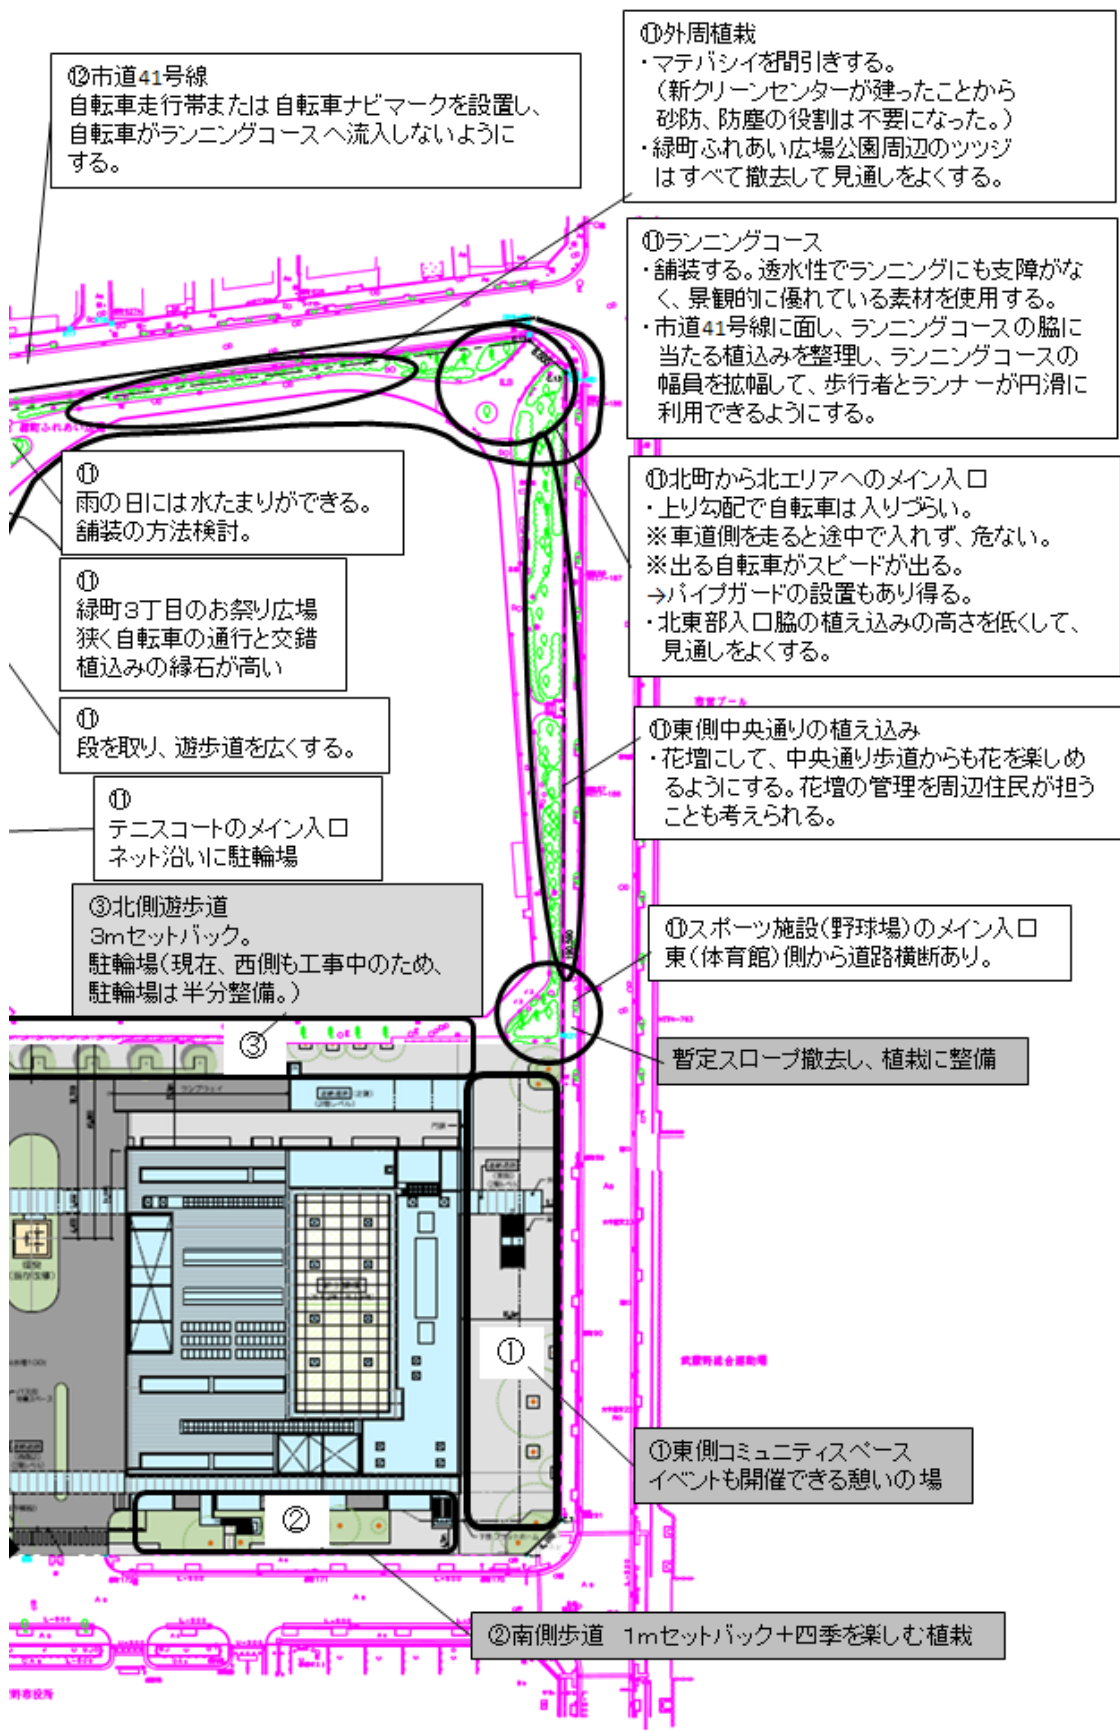 ⑪外周植栽
・マテバシイを間引きする。
（新クリーンセンターが建ったことから
砂防、防塵の役割は不要になった。）
・緑町ふれあい広場公園周辺のツツジ
はすべて撤去して見通しをよくする。
⑫市道41号線
自転車走行帯または自転車ナビマークを設置し、
自転車がランニングコースへ流入しないように
する。
⑪ランニングコース
・舗装する。透水性でランニングにも支障がな
く、景観的に優れている素材を使用する。
・市道41号線に面し、ランニングコースの脇に
当たる植込みを整理し、ランニングコースの
幅員を拡幅して、歩行者とランナーが円滑に
利用できるようにする。
⑪
雨の日には水たまりができる。
舗装の方法検討。
⑪北町から北エリアへのメイン入口
・上り勾配で自転車は入りづらい。
※車道側を走ると途中で入れず、危ない。
※出る自転車がスピードが出る。
→パイプガードの設置もあり得る。
・北東部入口脇の植え込みの高さを低くして、
見通しをよくする。
⑪
緑町3丁目のお祭り広場
狭く自転車の通行と交錯
植込みの縁石が高い
⑪
段を取り、遊歩道を広くする。
市営プール
⑪東側中央通りの植え込み
・花壇にして、中央通り歩道からも花を楽しめ
るようにする。花壇の管理を周辺住民が担う
ことも考えられる。
⑪
テニスコートのメイン入口
ネット沿いに駐輪場
③北側遊歩道
3mセットバック。
駐輪場（現在、西側も工事中のため、
駐輪場は半分整備。）
⑪スポーツ施設（野球場）のメイン入口
東（体育館）側から道路横断あり。
③
暫定スロープ撤去し、植栽に整備
ランプウェイ
①
武蔵野総合運動場
①東側コミュニティスペース
イベントも開催できる憩いの場
②
②南側歩道　1mセットバック＋四季を楽しむ植栽
野市役所